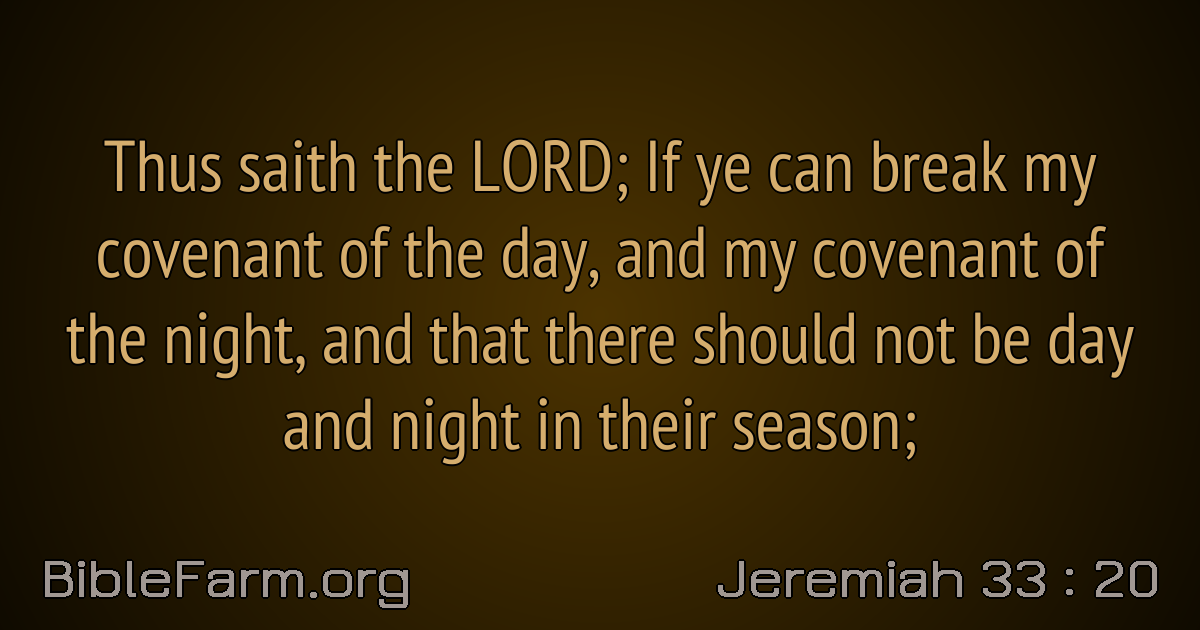 Thus saith the LORD; If ye can break my
covenant of the day, and my covenant of
the night, and that there should not be day
and night in their season;
BibleFarm.org
Jeremiah 33 : 20